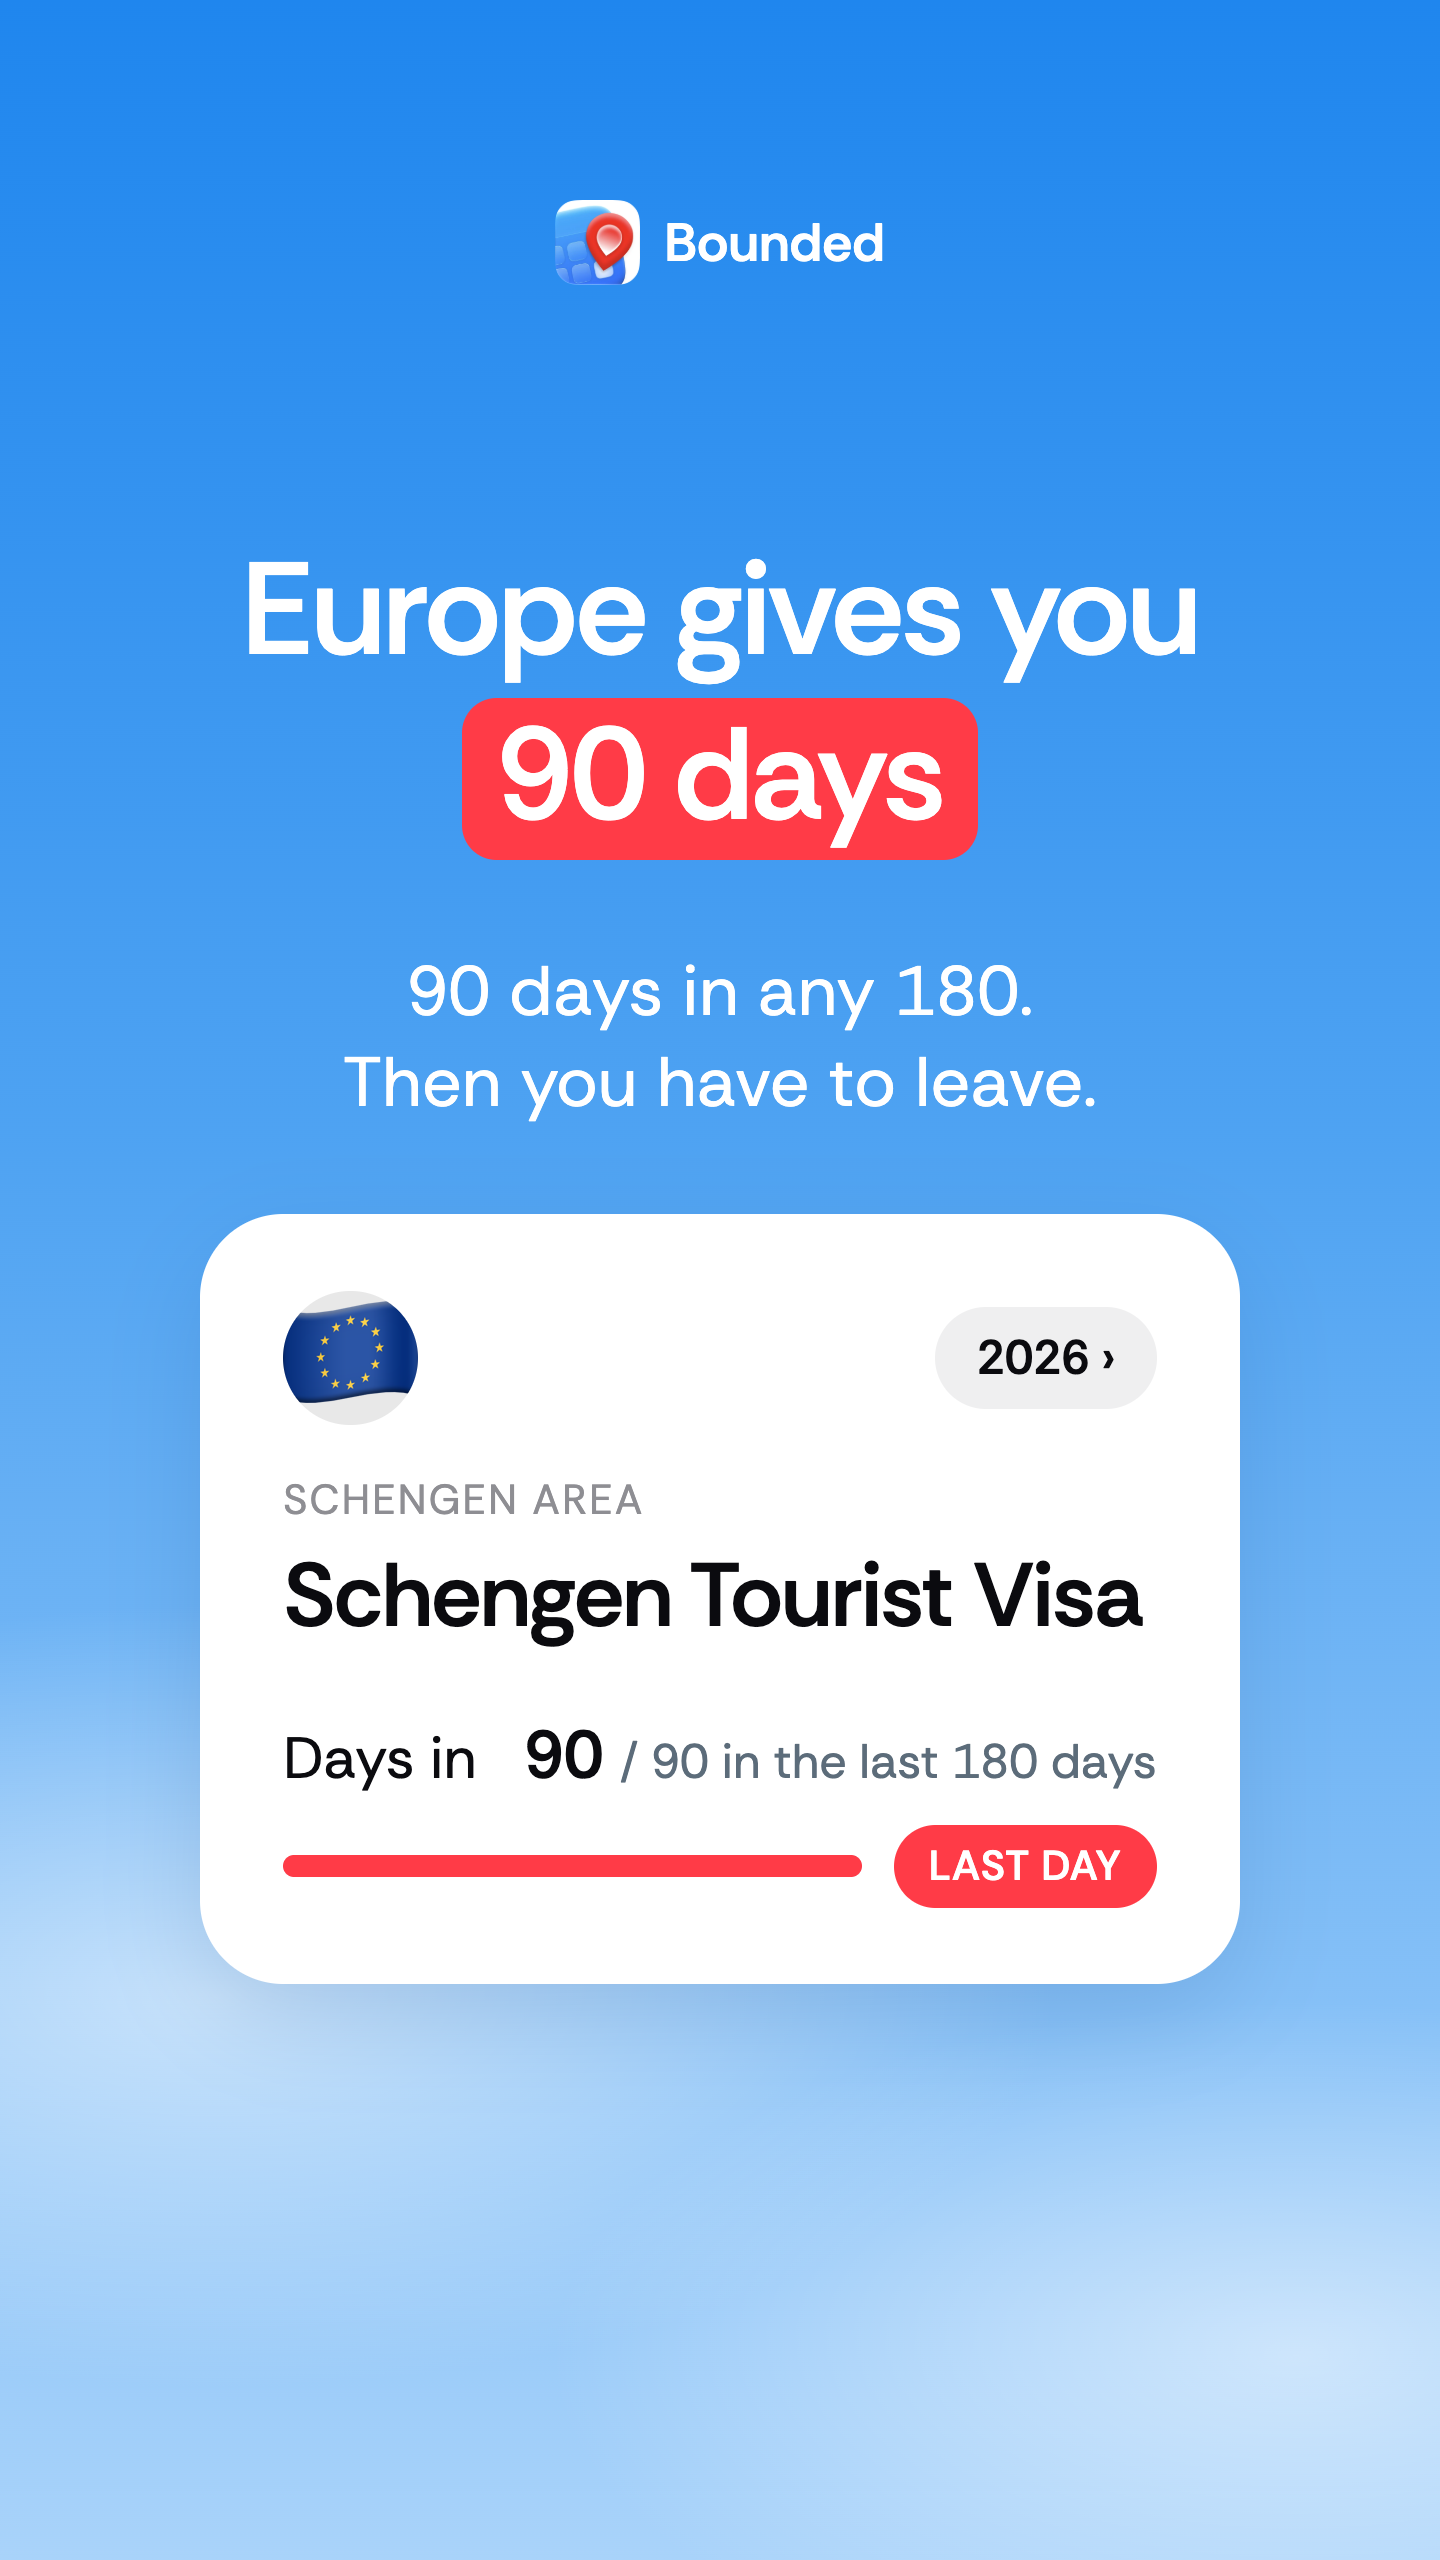 Bounded
Europe gives you
90 days
90 days in any 180.
Then you have to leave.
2026 ›
SCHENGEN AREA
Schengen Tourist Visa
Days in 90 / 90 in the last 180 days
LAST DAY